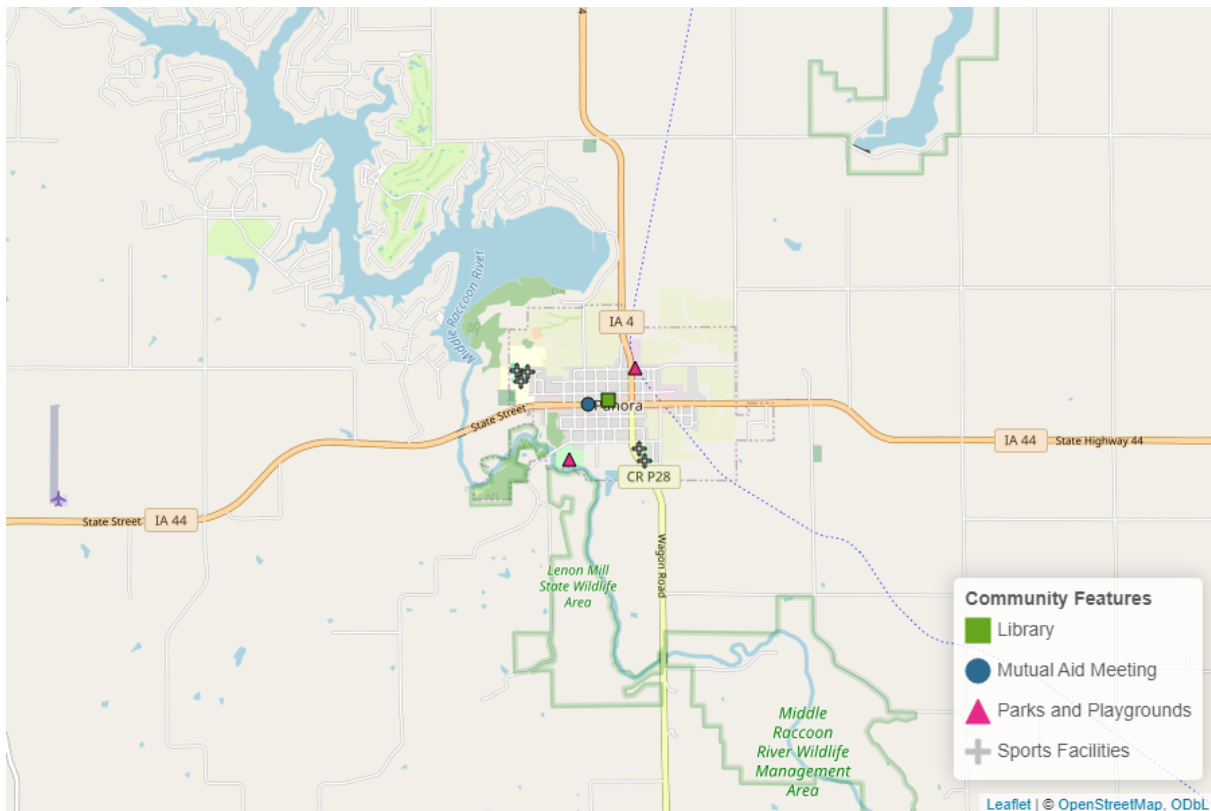 4
Middle Raccoon River
IA 4
Panora
State Street
IA 44
State Highway 44
CR P28
State Street
IA 44
Wagon Road
Lenon Mill
State Wildlife
Area
Middle
Raccoon
River Wildlife
Management
Area
Community Features
Library
Mutual Aid Meeting
Parks and Playgrounds
Sports Facilities
Leaflet | © OpenStreetMap, ODbL